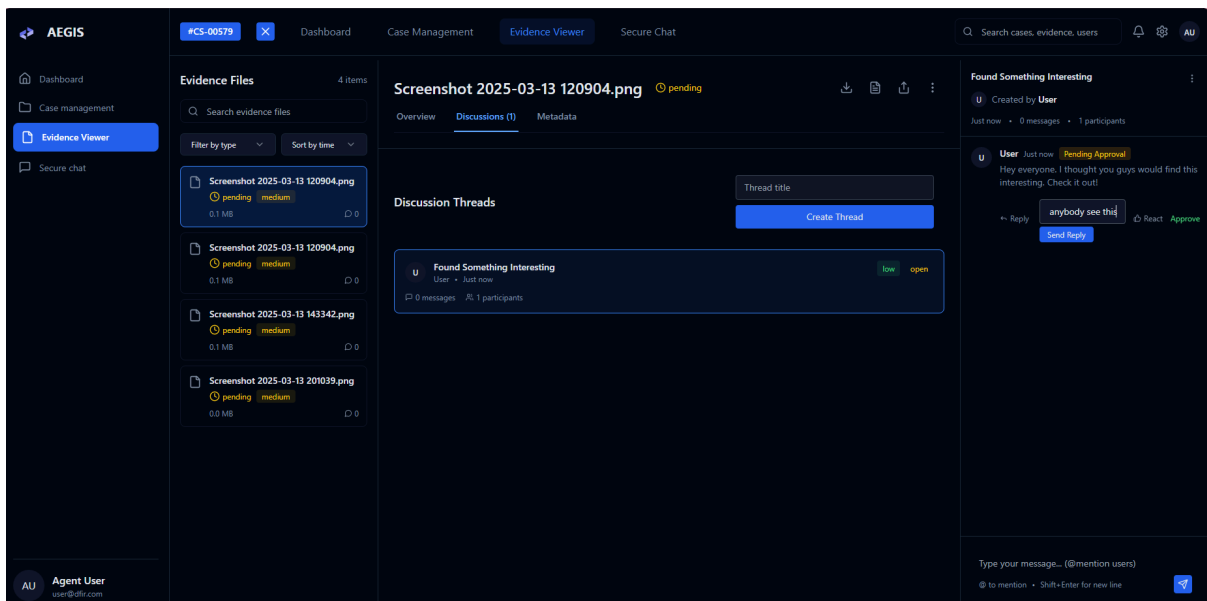 AEGIS
#CS-00579
Dashboard
Case Management
Evidence Viewer
Secure Chat
Search cases, evidence, users
AU
Dashboard
Case management
Evidence Viewer
Secure chat
Agent User
user@dfir.com
AU
Evidence Files
4 items
Search evidence files
Filter by type
Sort by time
Screenshot 2025-03-13 120904.png
pending medium
0.1 MB 0
Screenshot 2025-03-13 120904.png
pending medium
0.1 MB 0
Screenshot 2025-03-13 143342.png
pending medium
0.1 MB 0
Screenshot 2025-03-13 201039.png
pending medium
0.0 MB 0
Screenshot 2025-03-13 120904.png pending
Overview Discussions (1) Metadata
Discussion Threads
Thread title
Create Thread
U
Found Something Interesting
User • Just now
low open
0 messages 1 participants
Found Something Interesting
U Created by User
Just now • 0 messages • 1 participants
U User Just now Pending Approval
Hey everyone. I thought you guys would find this
interesting. Check it out!
Reply anybody see this React Approve
Send Reply
Type your message... (@mention users)
@ to mention • Shift+Enter for new line